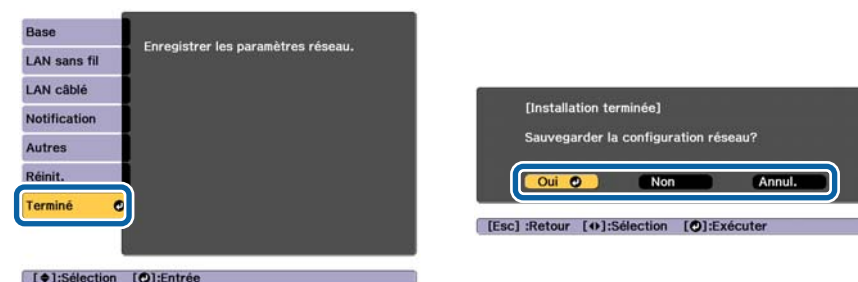 Base
LAN sans fil
LAN câblé
Notification
Autres
Réinit.
Terminé
Enregistrer les paramètres réseau.
[ ]:Sélection [ ]:Entrée
[Installation terminée]
Sauvegarder la configuration réseau?
Oui Non Annul.
[Esc] :Retour [ ]:Sélection [ ]:Exécuter